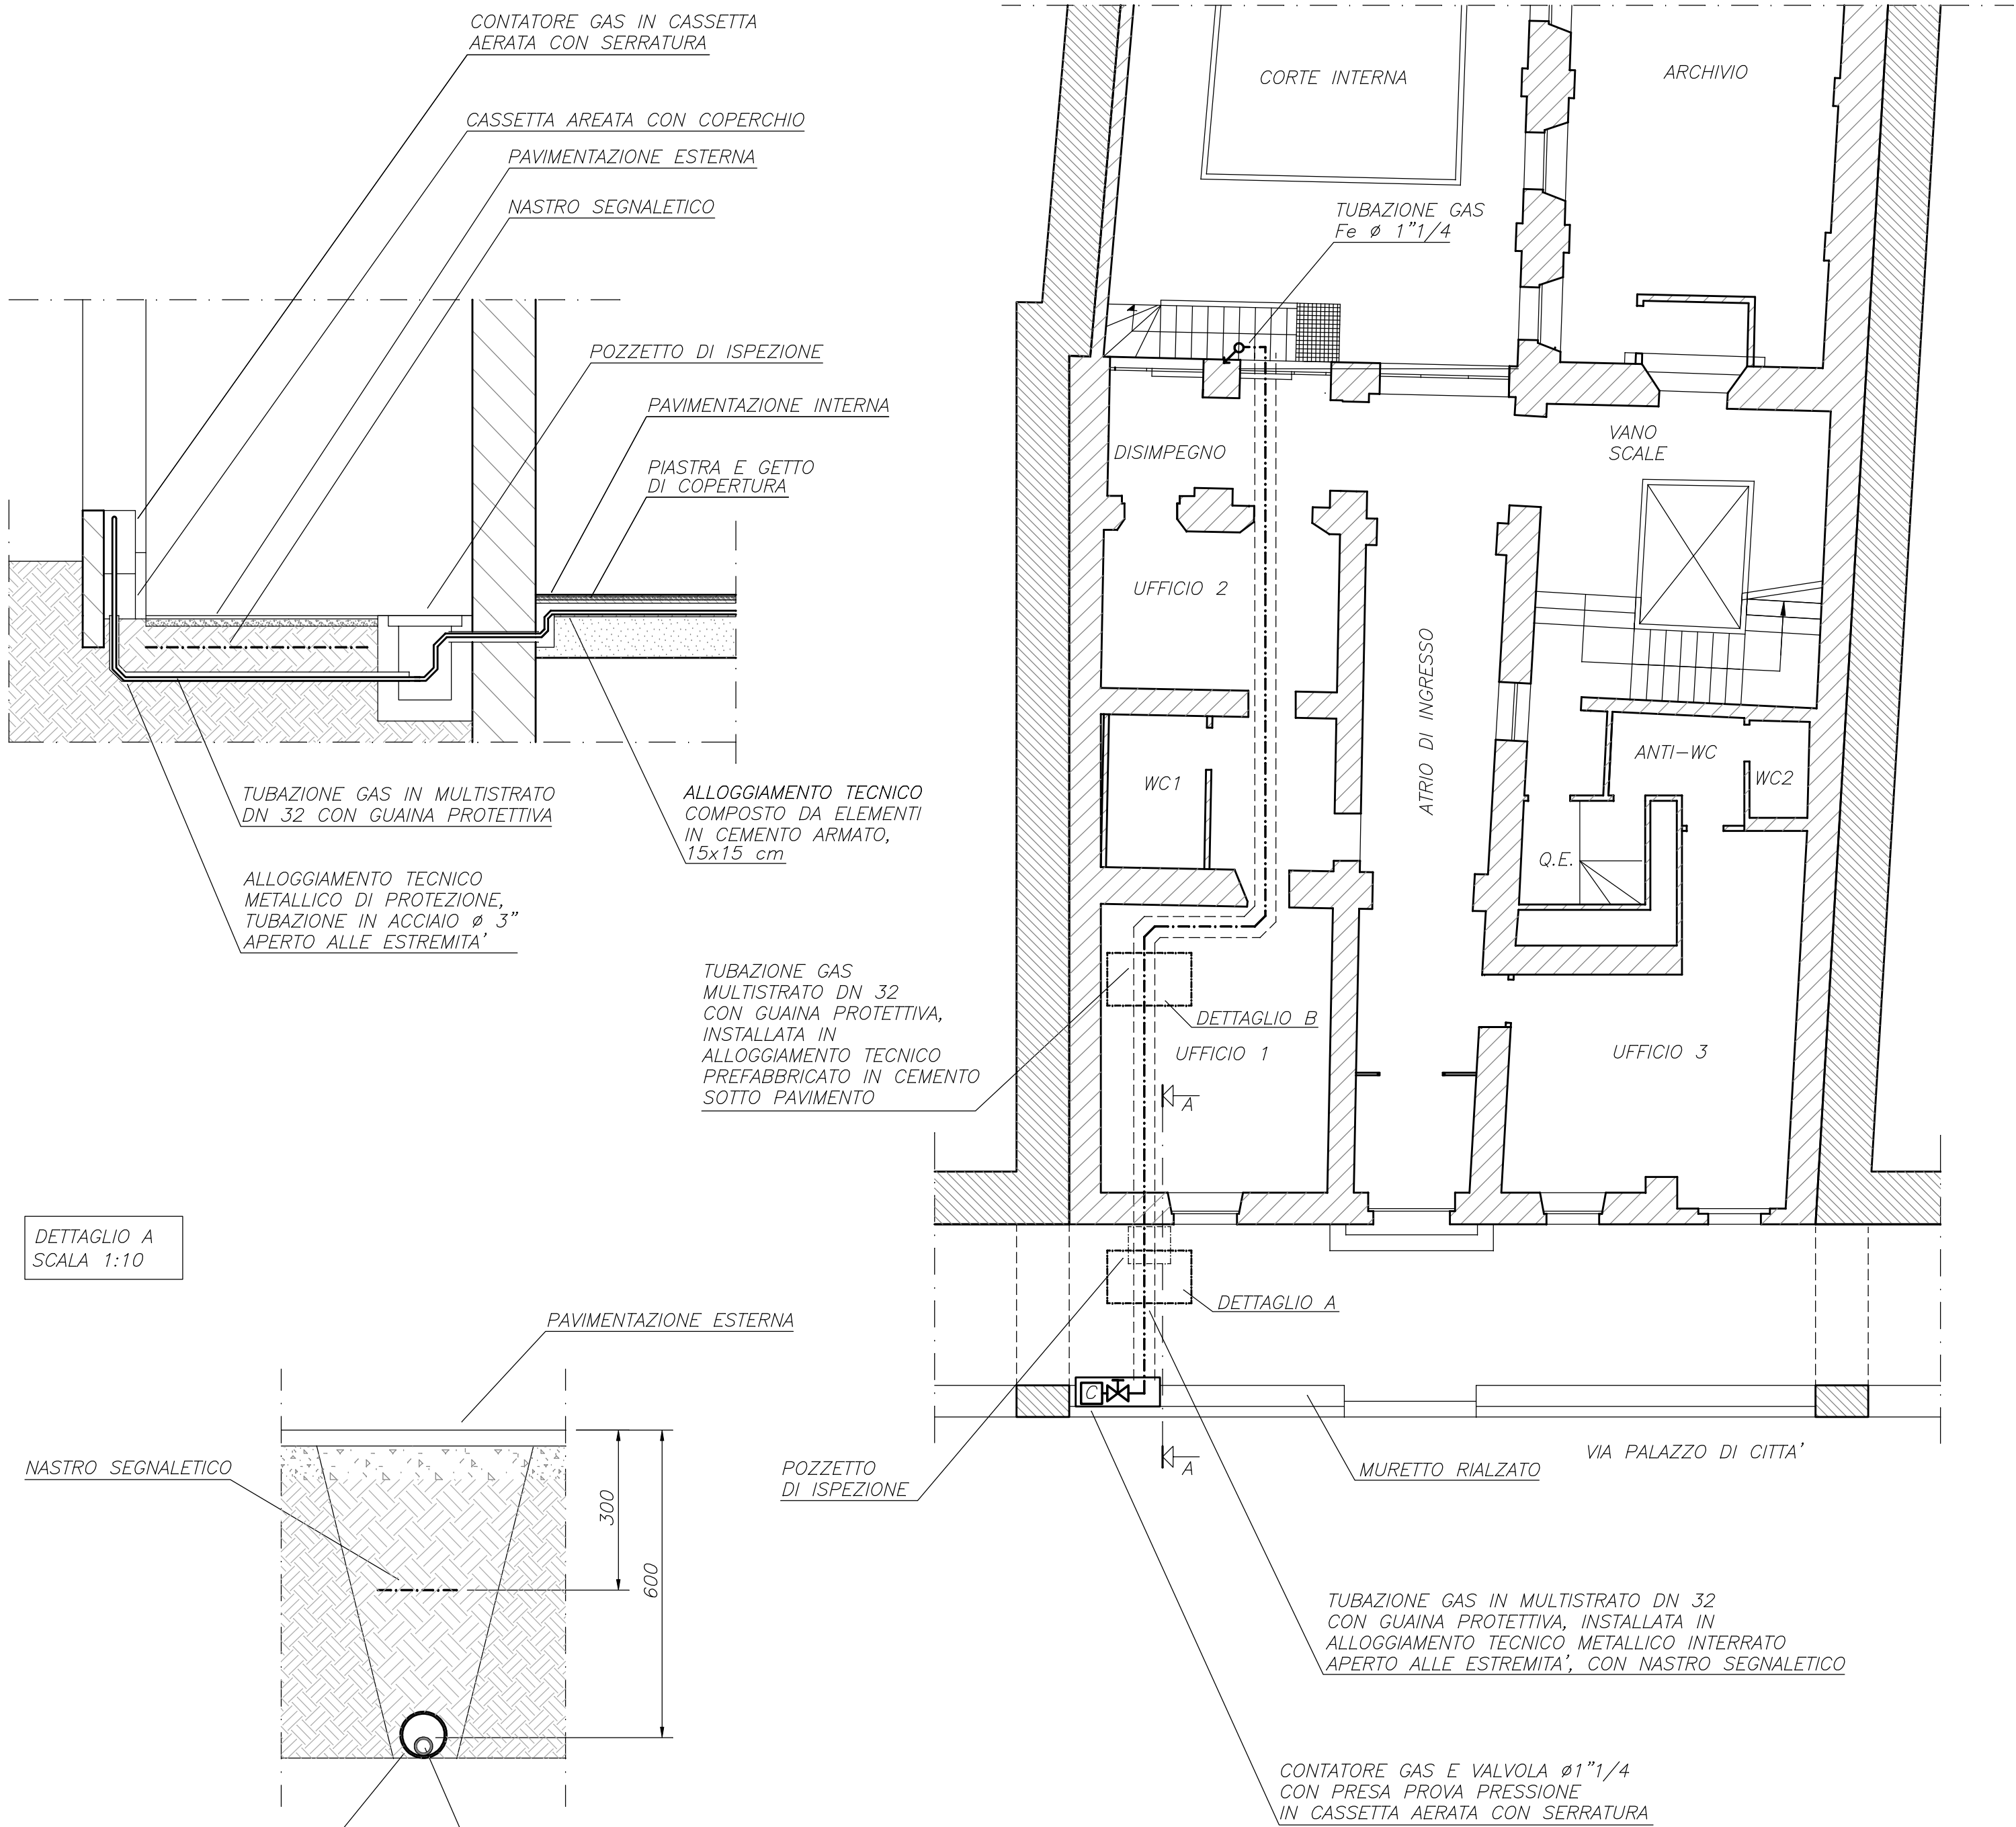 CONTATORE GAS IN CASSETTA
AERATA CON SERRATURA
CASSETTA AREATA CON COPERCHIO
PAVIMENTAZIONE ESTERNA
NASTRO SEGNALETICO
POZZETTO DI ISPEZIONE
PAVIMENTAZIONE INTERNA
PIASTRA E GETTO
DI COPERTURA
TUBAZIONE GAS IN MULTISTRATO
DN 32 CON GUAINA PROTETTIVA
ALLOGGIAMENTO TECNICO
COMPOSTO DA ELEMENTI
IN CEMENTO ARMATO,
15x15 cm
ALLOGGIAMENTO TECNICO
METALLICO DI PROTEZIONE,
TUBAZIONE IN ACCIAIO ø 3"
APERTO ALLE ESTREMITA'
CORTE INTERNA
ARCHIVIO
TUBAZIONE GAS
Fe ø 1"1/4
DISIMPEGNO
VANO
SCALE
UFFICIO 2
ATRIO DI INGRESSO
WC1
ANTI-WC
WC2
Q.E.
TUBAZIONE GAS
MULTISTRATO DN 32
CON GUAINA PROTETTIVA,
INSTALLATA IN
ALLOGGIAMENTO TECNICO
PREFABBRICATO IN CEMENTO
SOTTO PAVIMENTO
DETTAGLIO B
UFFICIO 1
UFFICIO 3
A
DETTAGLIO A
C
A
VIA PALAZZO DI CITTA'
MURETTO RIALZATO
POZZETTO
DI ISPEZIONE
TUBAZIONE GAS IN MULTISTRATO DN 32
CON GUAINA PROTETTIVA, INSTALLATA IN
ALLOGGIAMENTO TECNICO METALLICO INTERRATO
APERTO ALLE ESTREMITA', CON NASTRO SEGNALETICO
CONTATORE GAS E VALVOLA ø1"1/4
CON PRESA PROVA PRESSIONE
IN CASSETTA AERATA CON SERRATURA
DETTAGLIO A
SCALA 1:10
PAVIMENTAZIONE ESTERNA
NASTRO SEGNALETICO
300
600